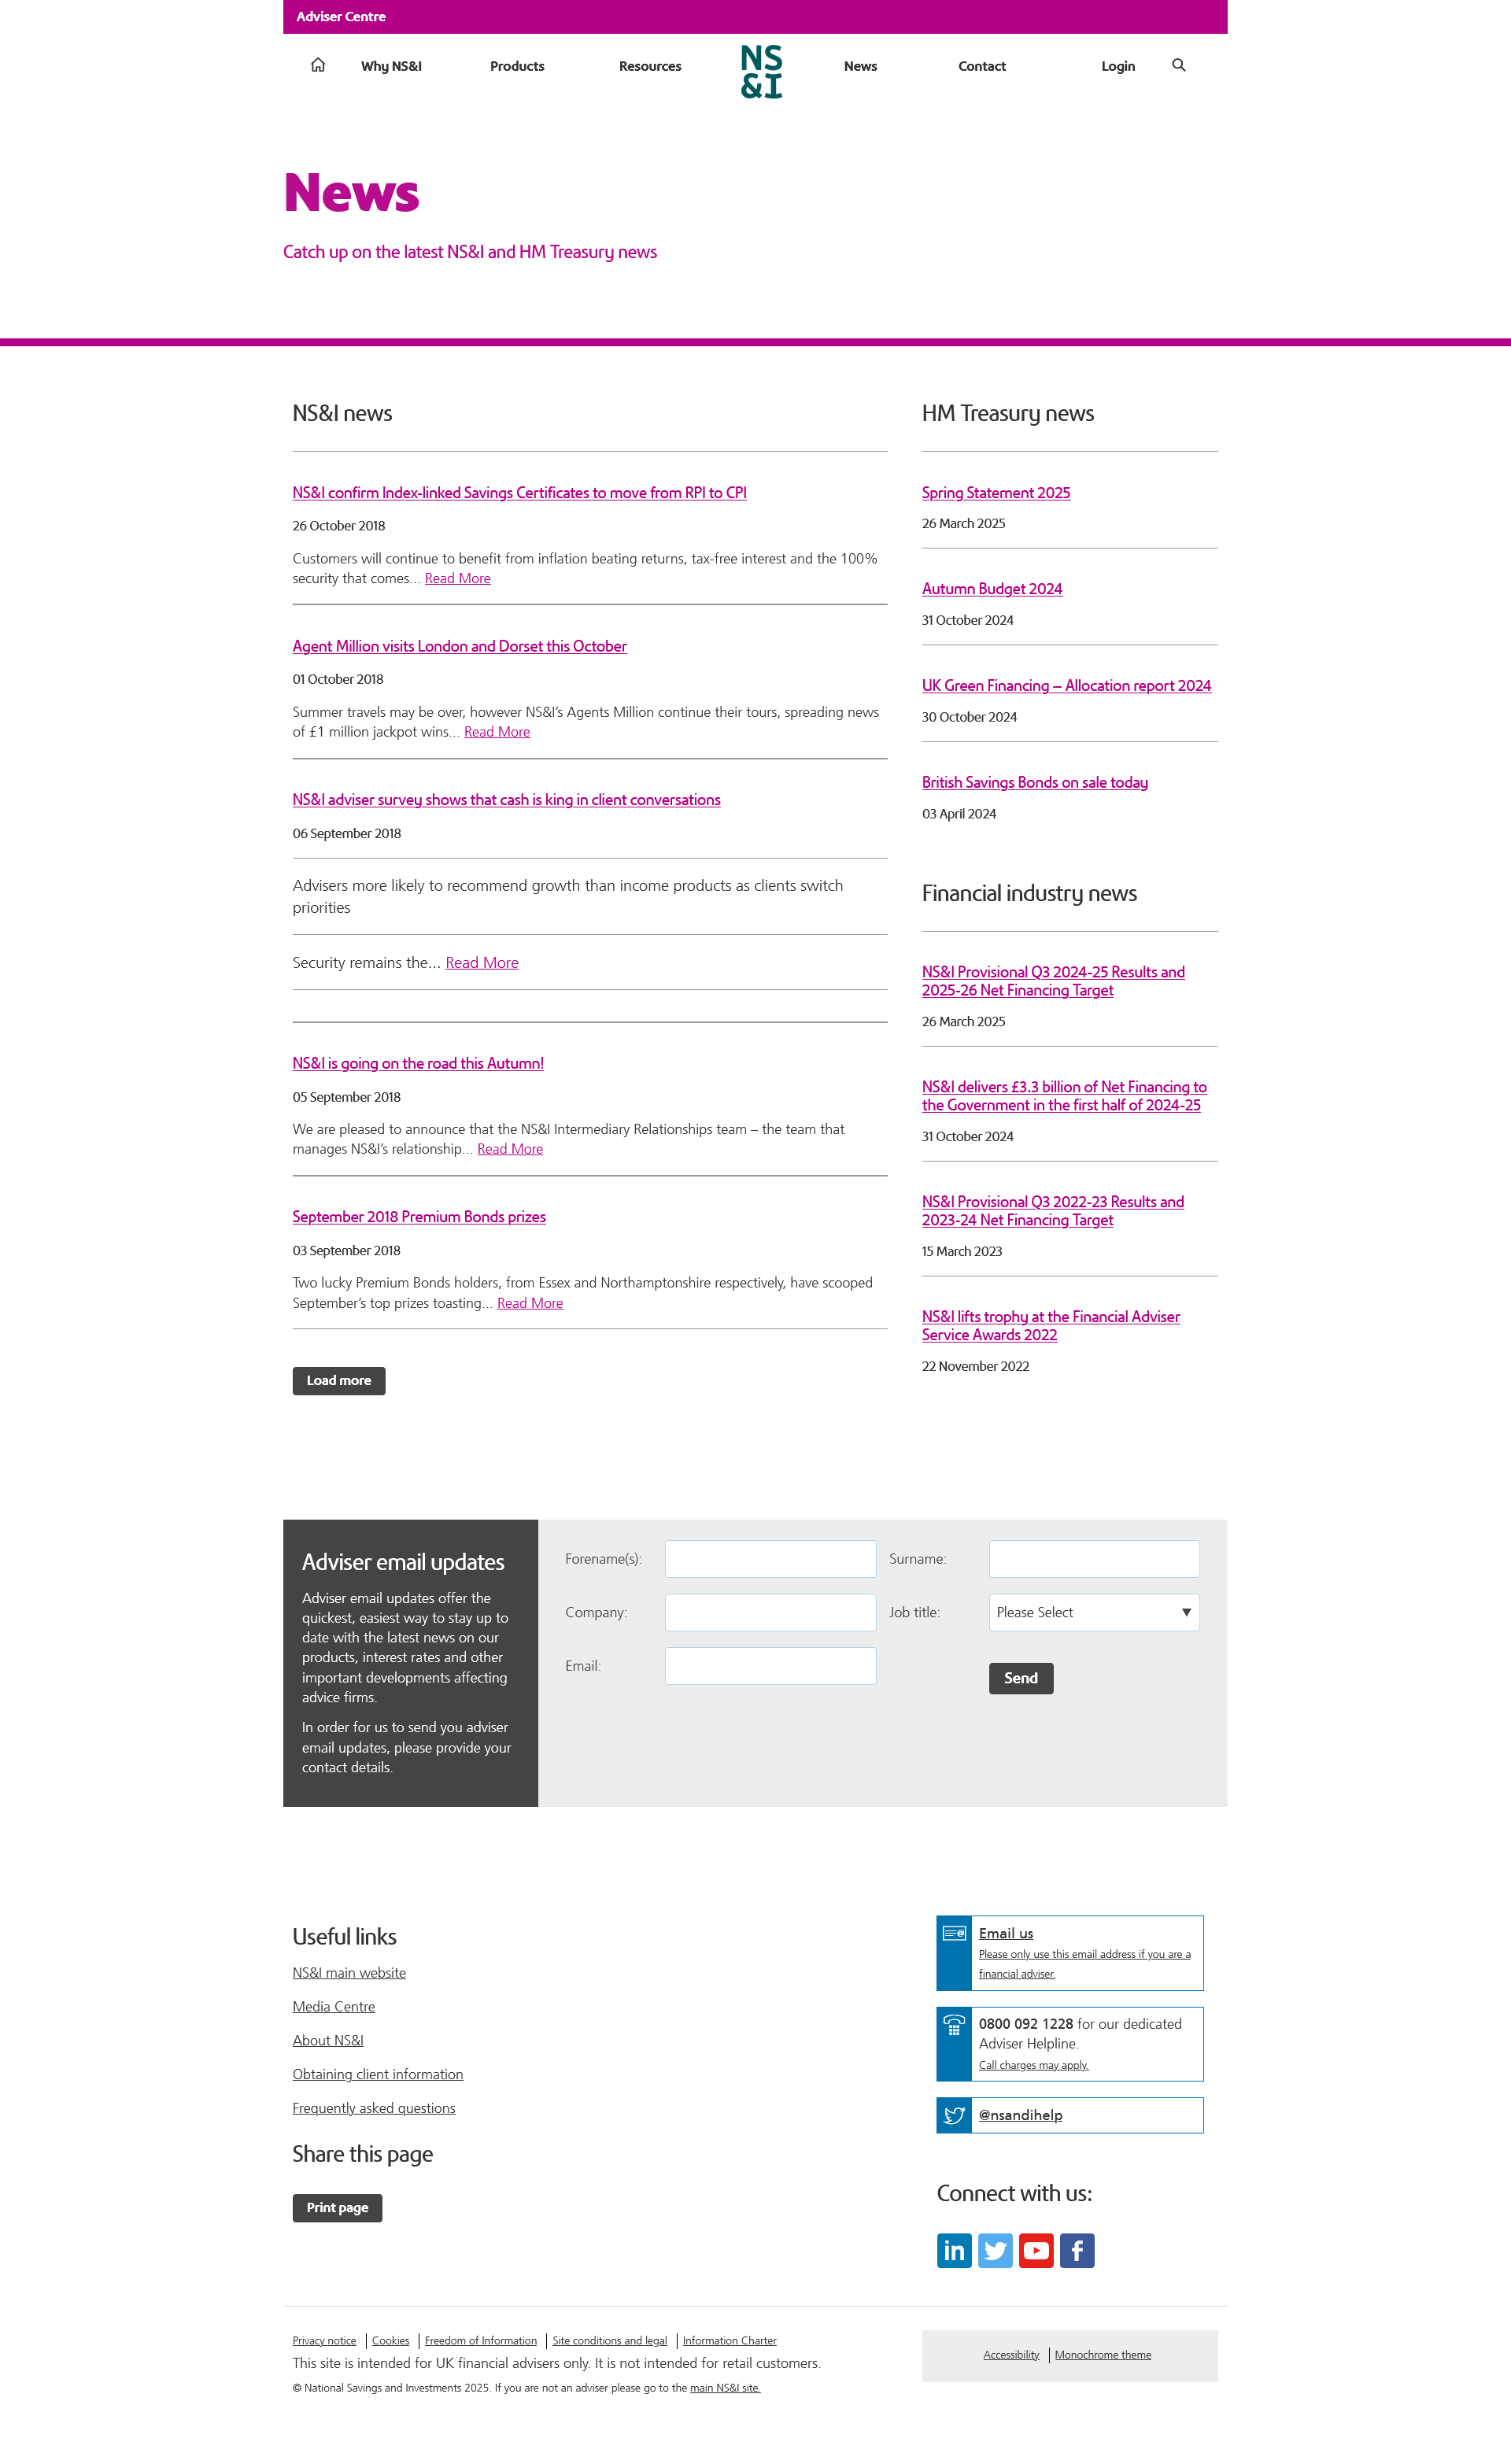 Adviser Centre
Why NS&I
Products
Resources
NS
&I
News
Contact
Login
News
Catch up on the latest NS&I and HM Treasury news
NS&I news
NS&I confirm Index-linked Savings Certificates to move from RPI to CPI
26 October 2018
Customers will continue to benefit from inflation beating returns, tax-free interest and the 100%
security that comes... Read More
Agent Million visits London and Dorset this October
01 October 2018
Summer travels may be over, however NS&I’s Agents Million continue their tours, spreading news
of £1 million jackpot wins... Read More
NS&I adviser survey shows that cash is king in client conversations
06 September 2018
Advisers more likely to recommend growth than income products as clients switch
priorities
Security remains the... Read More
NS&I is going on the road this Autumn!
05 September 2018
We are pleased to announce that the NS&I Intermediary Relationships team – the team that
manages NS&I’s relationship... Read More
September 2018 Premium Bonds prizes
03 September 2018
Two lucky Premium Bonds holders, from Essex and Northamptonshire respectively, have scooped
September’s top prizes toasting... Read More
Load more
HM Treasury news
Spring Statement 2025
26 March 2025
Autumn Budget 2024
31 October 2024
UK Green Financing – Allocation report 2024
30 October 2024
British Savings Bonds on sale today
03 April 2024
Financial industry news
NS&I Provisional Q3 2024-25 Results and
2025-26 Net Financing Target
26 March 2025
NS&I delivers £3.3 billion of Net Financing to
the Government in the first half of 2024-25
31 October 2024
NS&I Provisional Q3 2022-23 Results and
2023-24 Net Financing Target
15 March 2023
NS&I lifts trophy at the Financial Adviser
Service Awards 2022
22 November 2022
Adviser email updates
Adviser email updates offer the
quickest, easiest way to stay up to
date with the latest news on our
products, interest rates and other
important developments affecting
advice firms.
In order for us to send you adviser
email updates, please provide your
contact details.
Forename(s):
Surname:
Company:
Job title:
Please Select
Email:
Send
Useful links
NS&I main website
Media Centre
About NS&I
Obtaining client information
Frequently asked questions
Share this page
Print page
Email us
Please only use this email address if you are a
financial adviser.
0800 092 1228 for our dedicated
Adviser Helpline.
Call charges may apply.
@nsandihelp
Connect with us:
Privacy notice
Cookies
Freedom of Information
Site conditions and legal
Information Charter
This site is intended for UK financial advisers only. It is not intended for retail customers.
© National Savings and Investments 2025. If you are not an adviser please go to the main NS&I site.
Accessibility
Monochrome theme